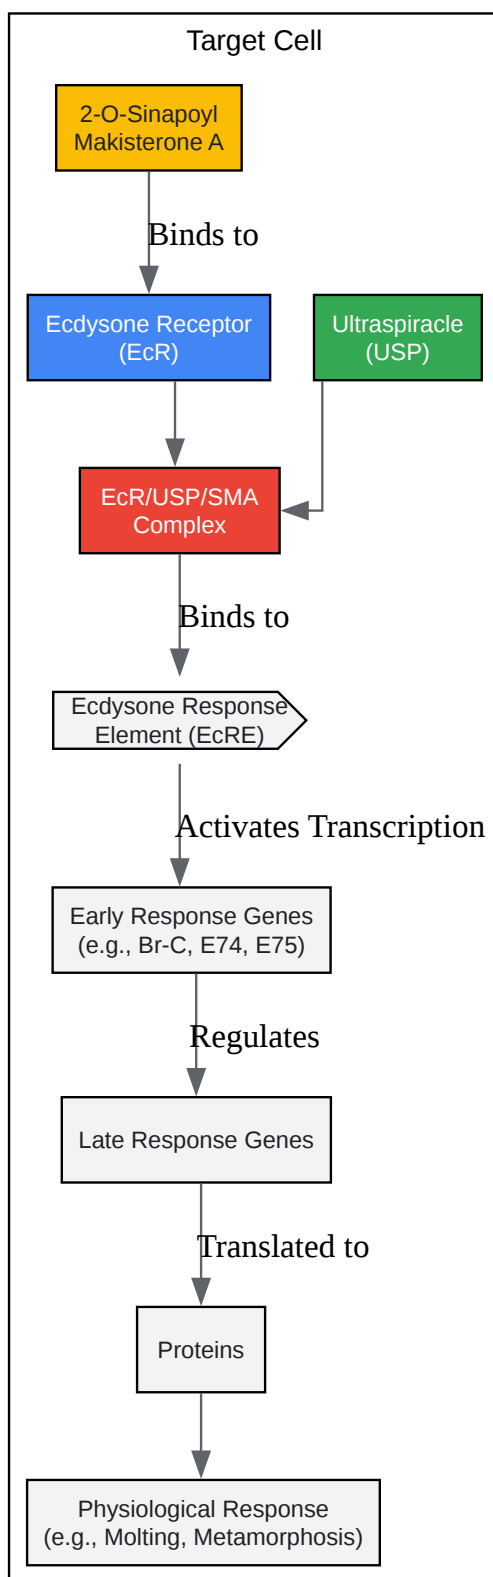 Target Cell
2-O-Sinapoyl
Makisterone A
Binds to
Ecdysone Receptor
(EcR)
Ultraspiracle
(USP)
EcR/USP/SMA
Complex
Binds to
Ecdysone Response
Element (EcRE)
Activates Transcription
Early Response Genes
(e.g., Br-C, E74, E75)
Regulates
Late Response Genes
Translated to
Proteins
Physiological Response
(e.g., Molting, Metamorphosis)